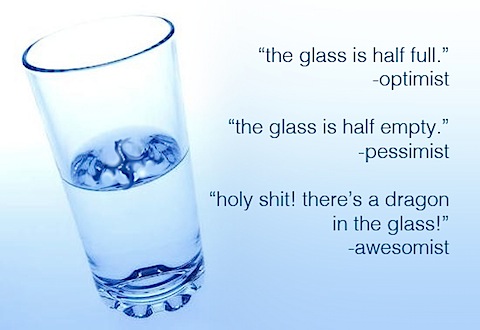 “the glass is half full.”
-optimist
“the glass is half empty.”
-pessimist
“holy shit! there’s a dragon
in the glass!”
-awesomist